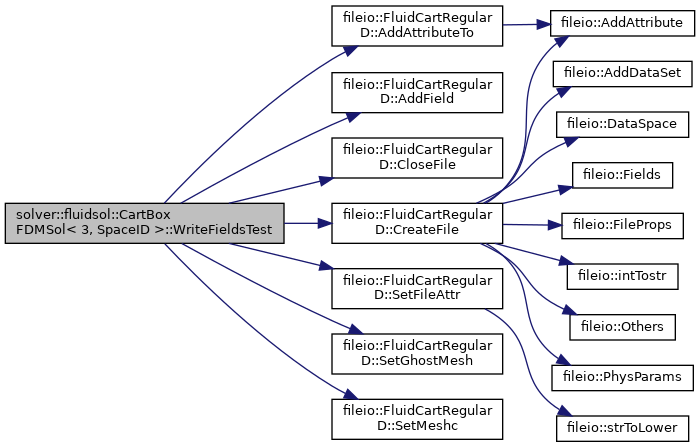 solver::fluidsol::CartBox
FDMSol< 3, SpaceID >::WriteFieldsTest
fileio::FluidCartRegular
D::AddAttributeTo
fileio::FluidCartRegular
D::AddField
fileio::FluidCartRegular
D::CloseFile
fileio::FluidCartRegular
D::CreateFile
fileio::FluidCartRegular
D::SetFileAttr
fileio::FluidCartRegular
D::SetGhostMesh
fileio::FluidCartRegular
D::SetMeshc
fileio::AddAttribute
fileio::AddDataSet
fileio::DataSpace
fileio::Fields
fileio::FileProps
fileio::intTostr
fileio::Others
fileio::PhysParams
fileio::strToLower